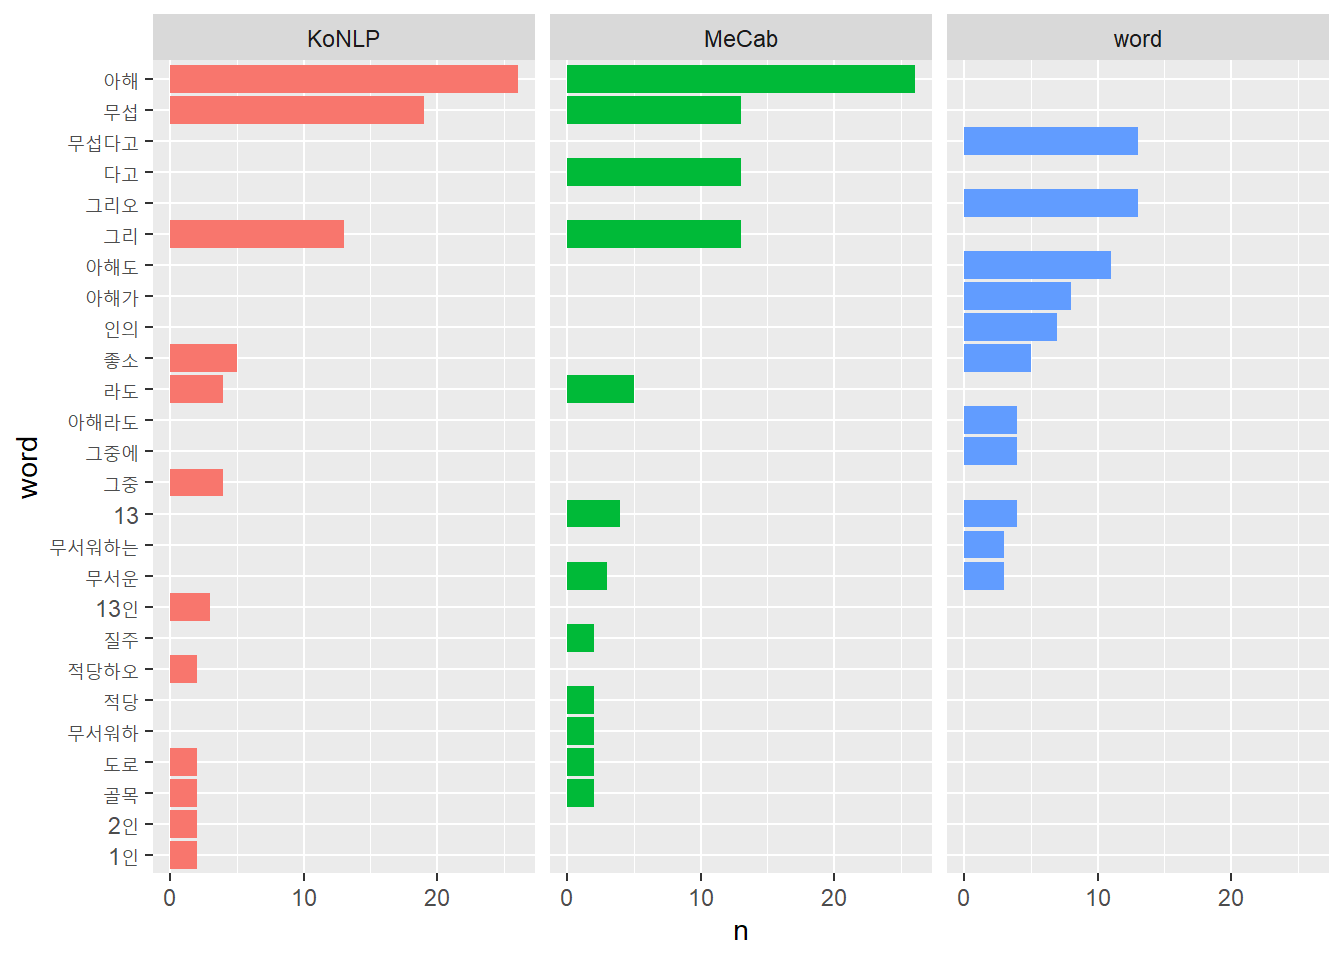 KoNLP MeCab word
아해
무섭
무섭다고
다고
그리오
그리
아해도
아해가
인의
좋소
라도
아해라도
그중에
그중
13
무서워하는
무서운
13인
질주
적당하오
적당
무서워하
도로
골목
2인
1인
word
0 10 20 0 10 20 0 10 20
n